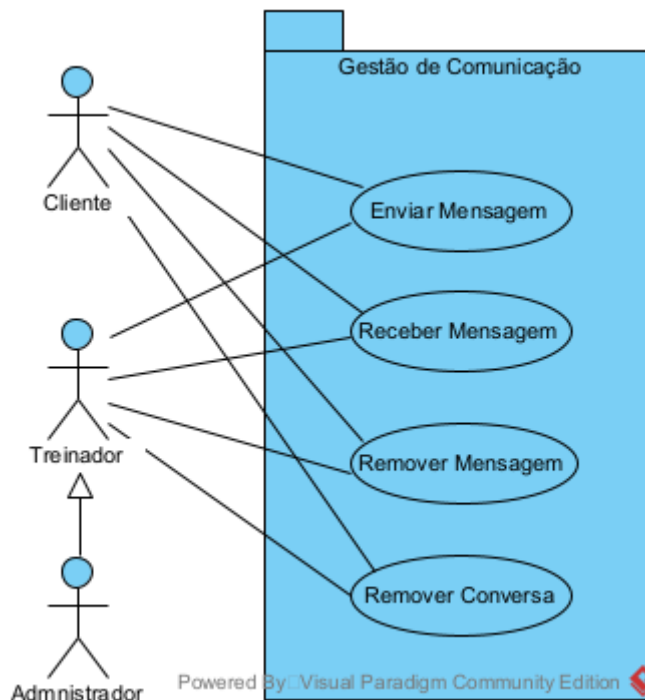 Gestão de Comunicação
Cliente
Enviar Mensagem
Receber Mensagem
Treinador
Remover Mensagem
Remover Conversa
Admnistrador
Powered By Visual Paradigm Community Edition